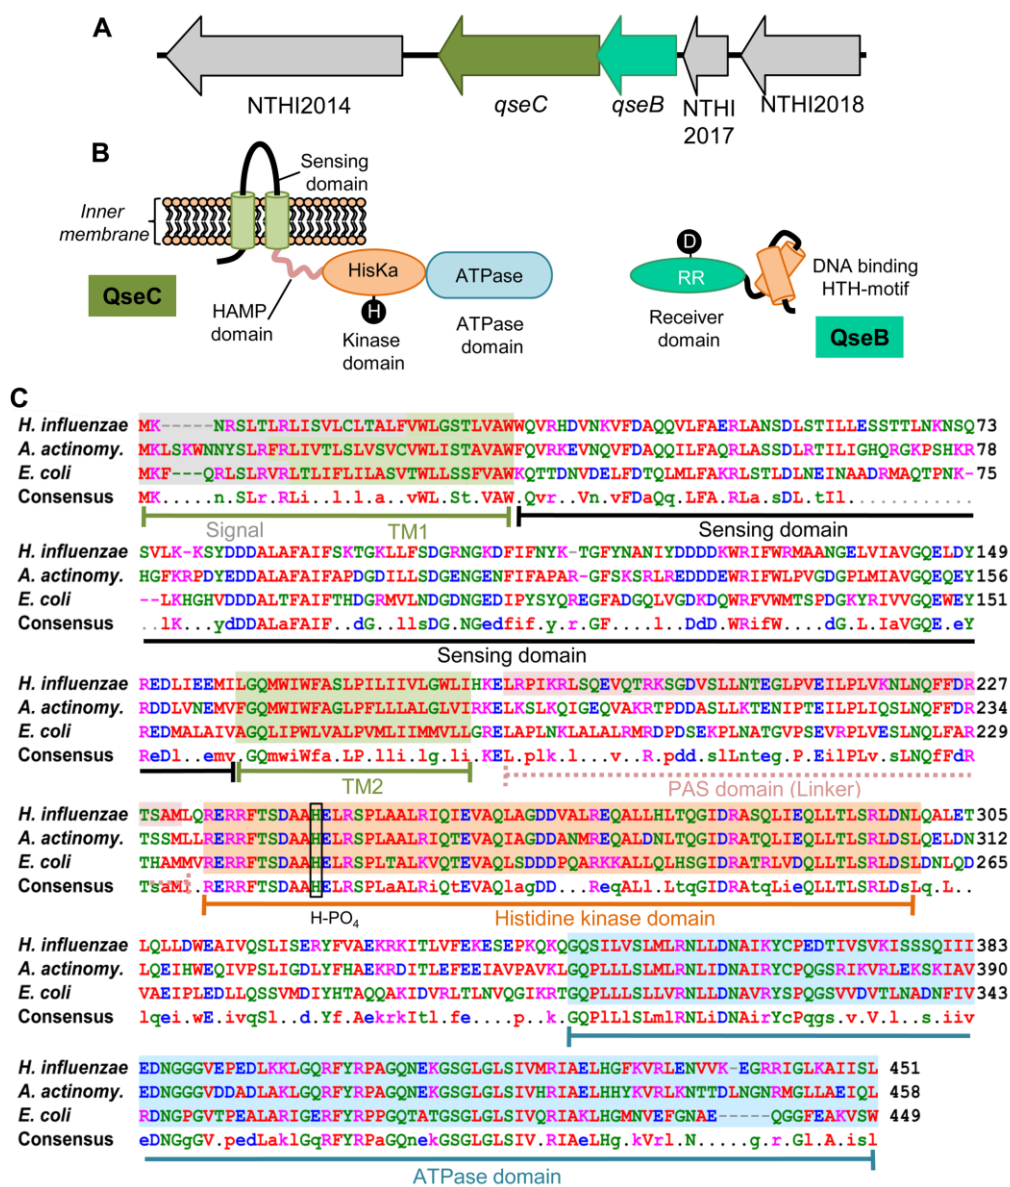 A
NTHI2014
qseC
qseB
NTHI
2017
NTHI2018
B
Sensing
domain
Inner
membrane
HisKa
ATPase
H
QseC
HAMP
domain
Kinase
domain
ATPase
domain
D
RR
DNA binding
HTH-motif
Receiver
domain
QseB
C
H. influenzae MK-----NRSLTLRLISVLCLTALFVWLGSTLVAWWQVRHDVNKVFDAQQVLFAERLANSDLSTILLESSTTLNKNSQ 73
A. actinomy. MKLSKWNNYSLRFRLIVTLSLVSVCTWLISTAVAWFQVRKEVNQVFDAQQVLFAQRLANSDLRTILIGHQRGKPSHKR 78
E. coli MKF---QRLSLRVRLTLIFLILASVTWLLSSFVAWKQTTDNVDELFDTQLMLFAKRLSTLDLNEINAADRMAQTPNK- 75
Consensus MK.....n.SLr.RLi..l.l.a..vWL.St.VAW.Qvr..Vn.vFDaQq.LFA.RLa.sDL.tIl............
Signal
TM1
Sensing domain
H. influenzae SVLK-KSYDDDALAFAIFSKTGKLLFSDGRNGKDFIFNYK-TGFYNANIYDDDDKWRIFWRMAANGELVIAVGQELDY 149
A. actinomy. HGFKRPDYEDDALAFAIFAPDGDILLSDGENGENFIFAPAR-GFSKSRLREDDDEWRIFWLPVGDGPLMIAVGQEQEY 156
E. coli --LKHGHVDDDALTFAIFTHDGRMVLNDGDNGEDIPYSYQREGFADGQLVGDKDQWRFVWMTSPDGKYRIVVGQEWEY 151
Consensus ..lK...ydDDALaFAIF..dG..llsDG.NGedfif.y.r.GF....l..DdD.WRifW....dG.l.IaVGQE.eY
Sensing domain
H. influenzae REDLIEEMILGQMWIWFASLPILIIVLGWLIHKELRPIKRLSQEVQTRKSGDVSLLNTEGLPVEILPLVKNLNQFFDR 227
A. actinomy. RDDLVNEMVFGQMWIWFAGLPFLLLALGLVIRKELKSLKQIGEQVAKRTPDDASLLKTENIPTEILPLIQSLNQFFDR 234
E. coli REDMALAIVAGQLIPWLVALPVMLIIMMVLLGRELAPLNKLALALRMRDPDSEKPLNATGVPSEVRPLVESLNQLFAR 229
Consensus ReDl..emv.GQmwiWfa.LP.lli.lg.li.KEL.plk.l....v..R.pdd.slLnteg.P.EilPLv.sLNQfFdR
TM2
PAS domain (Linker)
H. influenzae TSAMLQRERRFTSDAAHELRSPLAALRIQTEVAQLAGDDVALREQALLHLTQGIDRASQLIEQLLTLSRLDNLQALET 305
A. actinomy. TSSMLLRERRFTSDAAHELRSPLAALRIQTEVAQIAGDDANMREQALDNLTQGIDRATQLIEQLLTLSRLDNLQELDN 312
E. coli THAMMVRERRFTSDAAHELRSPLTALKVQTEVAQLSDDDPQARKKALLQLHSGIDRATRLVDQLLTLSRLDSLDNLQD 265
Consensus TSaMl.RERRFTSDAAHELRSPLaALRiQtEVAQlagDD...ReqALl.LtqGIDRAtqLieQLLTLSRLDsLq.L..
H-PO4
Histidine kinase domain
H. influenzae LQLLDWEAIVQSLISERYFVAEKRKITLVFEKESEPKQKQGQSILVSLMLRNLLDNAIKYCPEDTIVSVKISSSQIII 383
A. actinomy. LQEIHWEQIVPSLIGDLYFHAEKRDITLEFEEIAVPAVKLGQPLLLSLMLRNLIDNAIRYCPQGSRIKVRLEKSKIAV 390
E. coli VAEIPLEDLLQSSVMDIYHTAQQAKIDVRLTLNVQGIKRTGQPLLLSLLVRNLLDNAVRYSPQGSVVDVTLNADNFIV 343
Consensus lqei.wE.ivqSl..d.Yf.AekrkItl.fe....p..k.GQPlllSLmlRNLiDNAirYcPqgs.v.V.l..s.iiv
H. influenzae EDNGGGVEPEDLKKLGQRFYRPAGQNEKGSGLGLSIVMRIAELHGFKVRLENVVK-EGRRIGLKAIISL 451
A. actinomy. EDNGGGVDDADLAKLGQRFYRPAGQNEKGSGLGLSIVHRIAELHHYKVRLKNTTDLNGNRMGLLAEIQL 458
E. coli RDNGPGVTPEALARIGERFYRPPGQTATGSGLGLSIVQRIAKLHGMNVEFGNAE------QGGFEAKVSW 449
Consensus eDNGgGV.pedLaklGqRFYRPaGQnekGSGLGLSIV.RIAeLHg.kVrl.N.....g.r.Gl.A.isl
ATPase domain